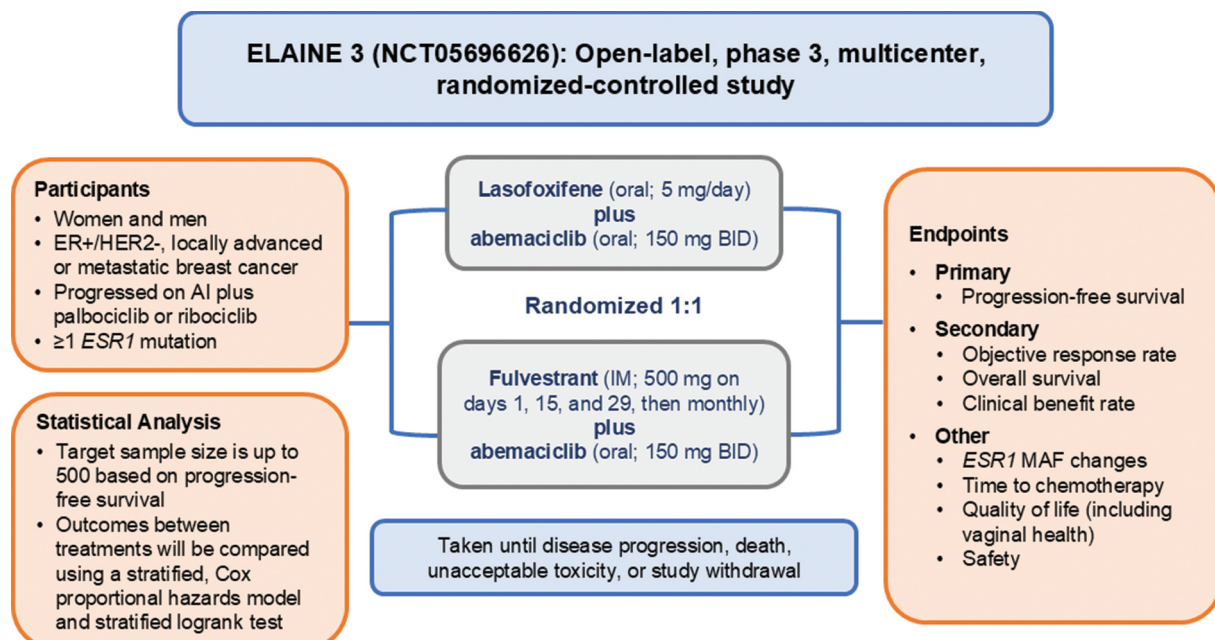 ELAINE 3 (NCT05696626): Open-label, phase 3, multicenter,
randomized-controlled study
Participants
• Women and men
• ER+/HER2-, locally advanced
or metastatic breast cancer
• Progressed on AI plus
palbociclib or ribociclib
• ≥1 ESR1 mutation
Statistical Analysis
• Target sample size is up to
500 based on progression-
free survival
• Outcomes between
treatments will be compared
using a stratified, Cox
proportional hazards model
and stratified logrank test
Lasofoxifene (oral; 5 mg/day)
plus
abemaciclib (oral; 150 mg BID)
Randomized 1:1
Fulvestrant (IM; 500 mg on
days 1, 15, and 29, then monthly)
plus
abemaciclib (oral; 150 mg BID)
Taken until disease progression, death,
unacceptable toxicity, or study withdrawal
Endpoints
• Primary
• Progression-free survival
• Secondary
• Objective response rate
• Overall survival
• Clinical benefit rate
• Other
• ESR1 MAF changes
• Time to chemotherapy
• Quality of life (including
vaginal health)
• Safety